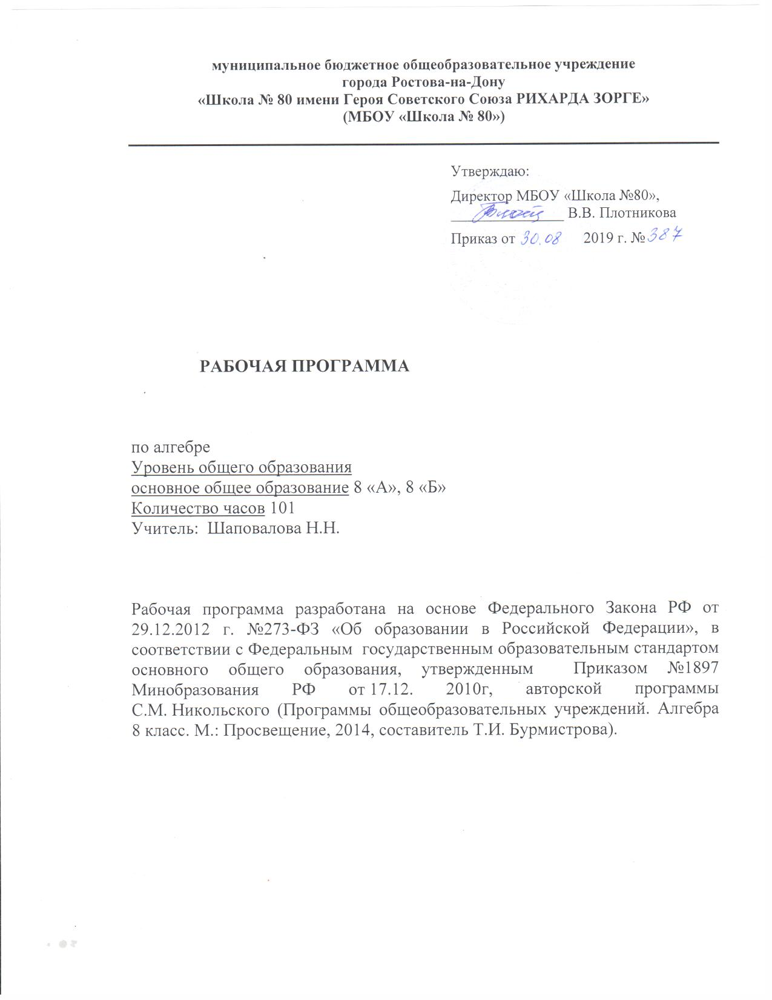 муниципальное бюджетное общеобразовательное учреждение
города Ростова-на-Дону
«Школа № 80 имени Героя Советского Союза РИХАРДА ЗОРГЕ»
(МБОУ «Школа № 80»)
Утверждаю:
Директор МБОУ «Школа №80»,
________________ В.В. Плотникова
Приказ от 30.08 2019 г. №387
РАБОЧАЯ ПРОГРАММА
по алгебре
Уровень общего образования
основное общее образование 8 «А», 8 «Б»
Количество часов 101
Учитель: Шаповалова Н.Н.
Рабочая программа разработана на основе Федерального Закона РФ от
29.12.2012 г. №273-ФЗ «Об образовании в Российской Федерации», в
соответствии с Федеральным государственным образовательным стандартом
основного общего образования, утвержденным Приказом №1897
Минобразования РФ от 17.12. 2010г, авторской программы
С.М. Никольского (Программы общеобразовательных учреждений. Алгебра
8 класс. М.: Просвещение, 2014, составитель Т.И. Бурмистрова).